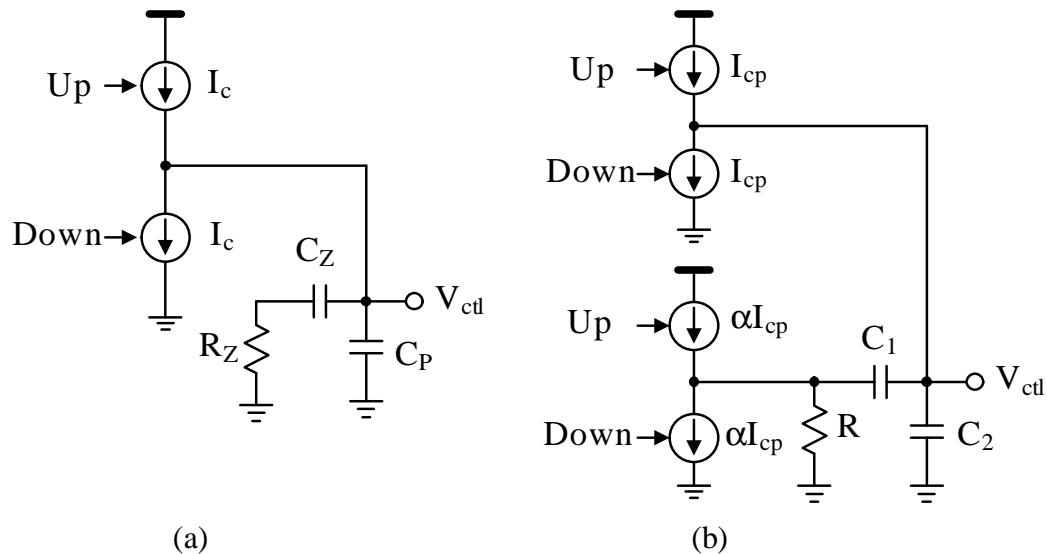 Up I_c
Down I_c
C_Z
R_Z
C_P
V_ctl
(a)
Up I_cp
Down I_cp
Up αI_cp
Down αI_cp
C_1
R
C_2
V_ctl
(b)